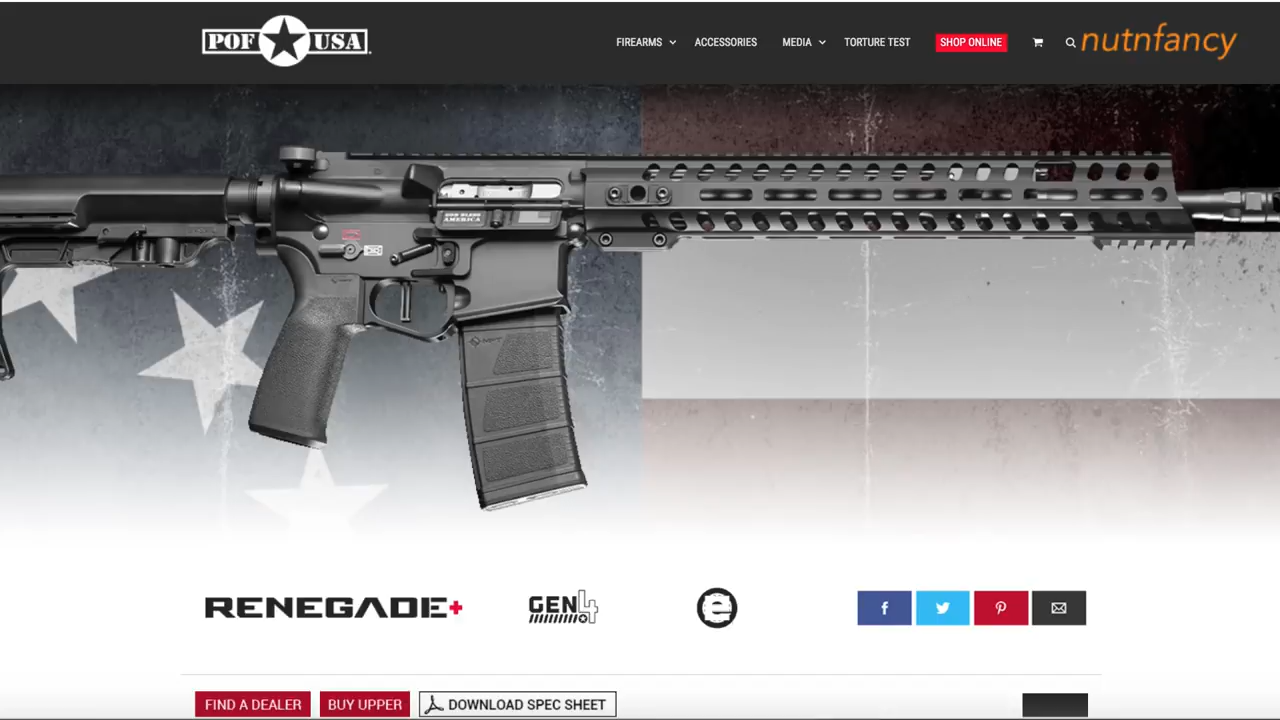 POF USA
FIREARMS ACCESSORIES MEDIA TORTURE TEST SHOP ONLINE
nutnfancy
GOD BLESS
AMERICA
RENEGADE+
GEN4
e
f
FIND A DEALER BUY UPPER DOWNLOAD SPEC SHEET